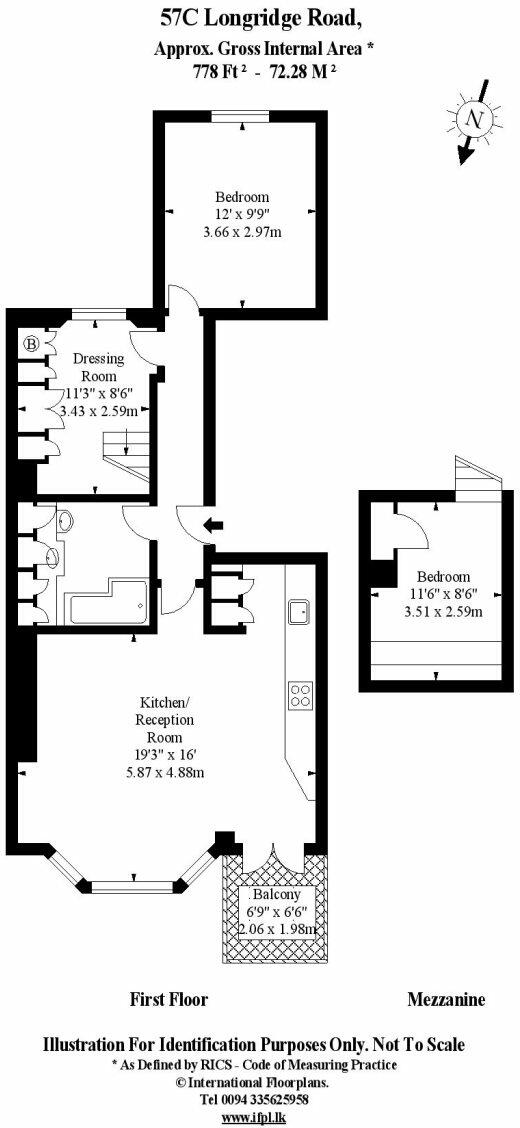 57C Longridge Road,
Approx. Gross Internal Area *
778 Ft² - 72.28 M²
N
Bedroom
12' x 9'9"
3.66 x 2.97m
B
Dressing
Room
11'3" x 8'6"
3.43 x 2.59m
Bedroom
11'6" x 8'6"
3.51 x 2.59m
Kitchen/
Reception
Room
19'3" x 16'
5.87 x 4.88m
Balcony
6'9" x 6'6"
2.06 x 1.98m
First Floor
Mezzanine
Illustration For Identification Purposes Only. Not To Scale
* As Defined by RICS - Code of Measuring Practice
© International Floorplans.
Tel 0094 335625958
www.ifpl.lk